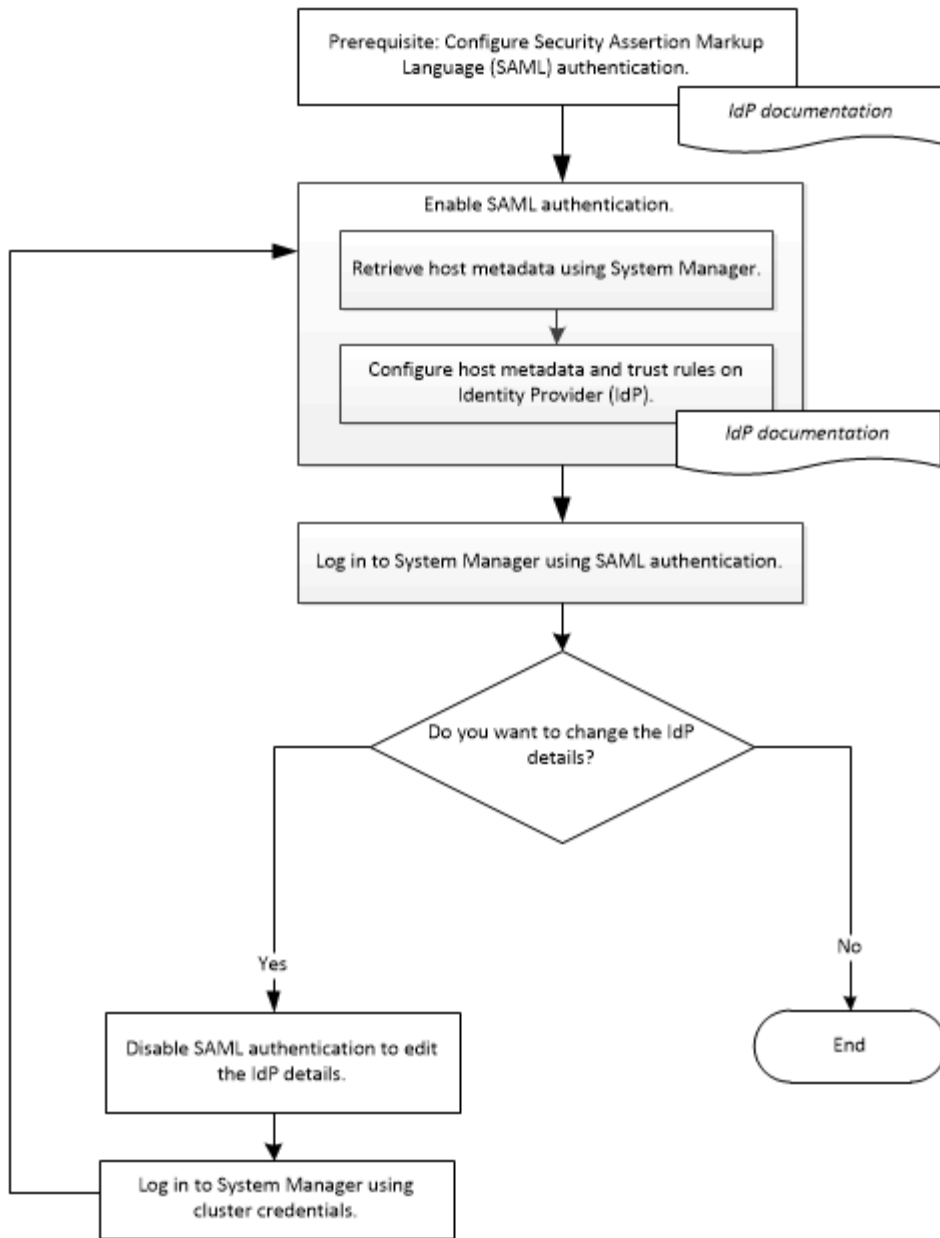 Prerequisite: Configure Security Assertion Markup
Language (SAML) authentication.
IdP documentation
Enable SAML authentication.
Retrieve host metadata using System Manager.
Configure host metadata and trust rules on
Identity Provider (IdP).
IdP documentation
Log in to System Manager using SAML authentication.
Do you want to change the IdP
details?
Yes
No
Disable SAML authentication to edit
the IdP details.
End
Log in to System Manager using
cluster credentials.